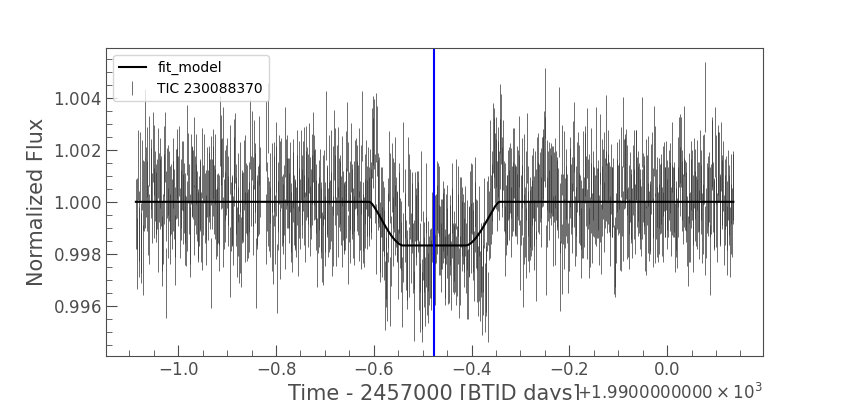 fit_model
TIC 230088370
1.004
1.002
1.000
0.998
0.996
Normalized Flux
−1.0 −0.8 −0.6 −0.4 −0.2 0.0
Time - 2457000 [BTJD days]
+1.9900000000 × 10³